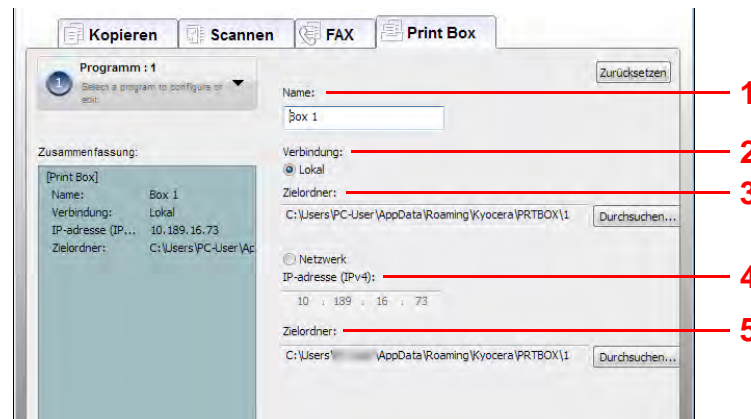 Kopieren
Scannen
FAX
Print Box
1
Programm : 1
Select a program to configure or
edit.
Zurücksetzen
Name: 1
Box 1
Zusammenfassung:
[Print Box]
Name: Box 1
Verbindung: Lokal
IP-adresse (IP... 10.189.16.73
Zielordner: C:\Users\PC-User\Ap
Verbindung: 2
Lokal
Zielordner: 3
C:\Users\PC-User\AppData\Roaming\Kyocera\PRTBOX\1 Durchsuchen...
Netzwerk
IP-adresse (IPv4): 4
10 . 189 . 16 . 73
Zielordner: 5
C:\Users\ \AppData\Roaming\Kyocera\PRTBOX\1 Durchsuchen...